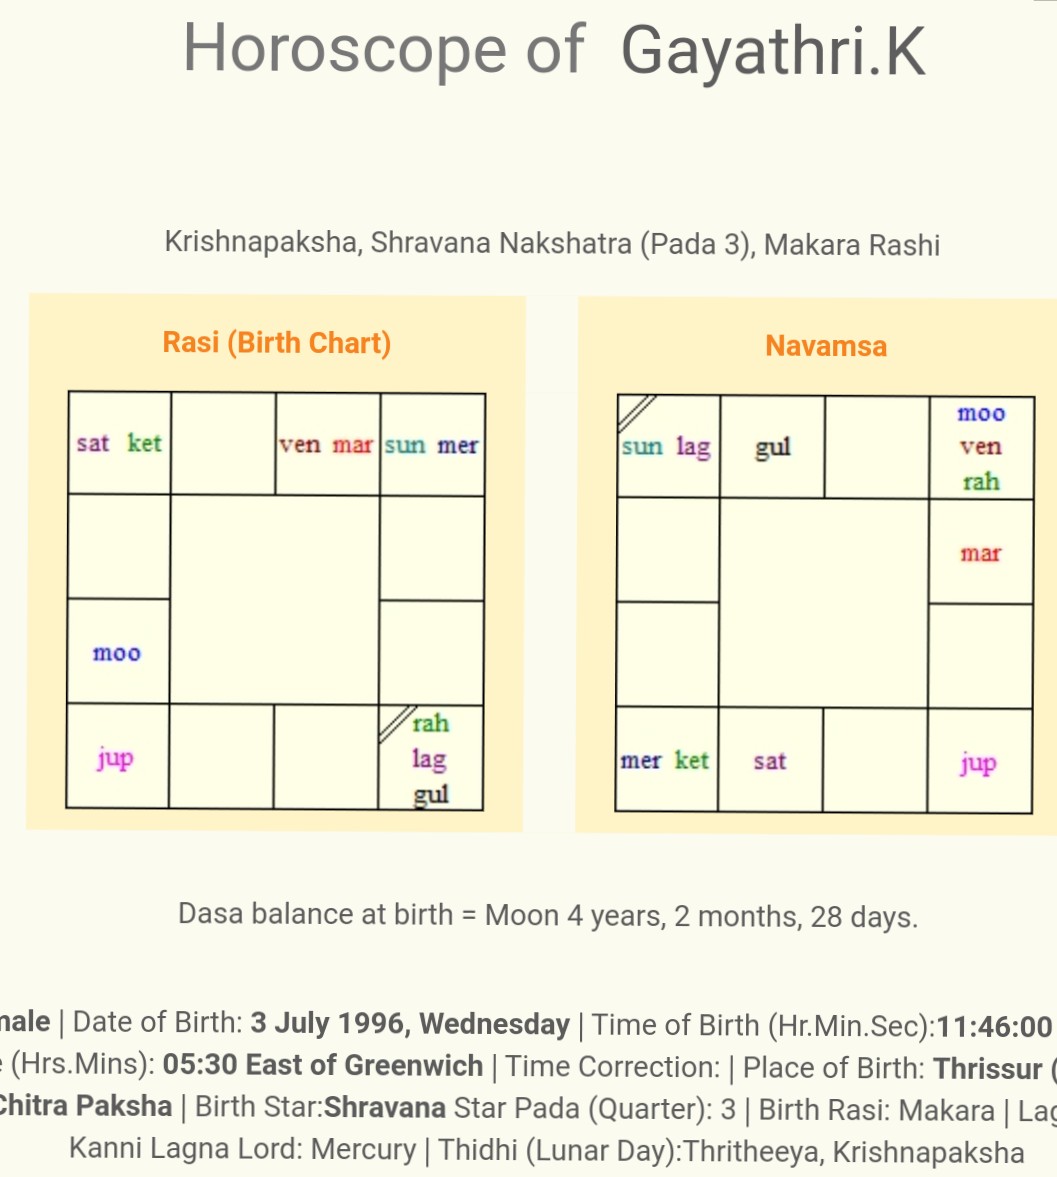 Horoscope of Gayathri.K
Krishnapaksha, Shravana Nakshatra (Pada 3), Makara Rashi
Rasi (Birth Chart)
sat ket
ven mar
sun mer
moo
jup
rah
lag
gul
Navamsa
sun lag
gul
moo
ven
rah
mar
mer ket
sat
jup
Dasa balance at birth = Moon 4 years, 2 months, 28 days.
male | Date of Birth: 3 July 1996, Wednesday | Time of Birth (Hr.Min.Sec):11:46:00
(Hrs.Mins): 05:30 East of Greenwich | Time Correction: | Place of Birth: Thrissur (
Chitra Paksha | Birth Star:Shravana Star Pada (Quarter): 3 | Birth Rasi: Makara |
Kanni Lagna Lord: Mercury | Thidhi (Lunar Day):Thritheeya, Krishnapaksha